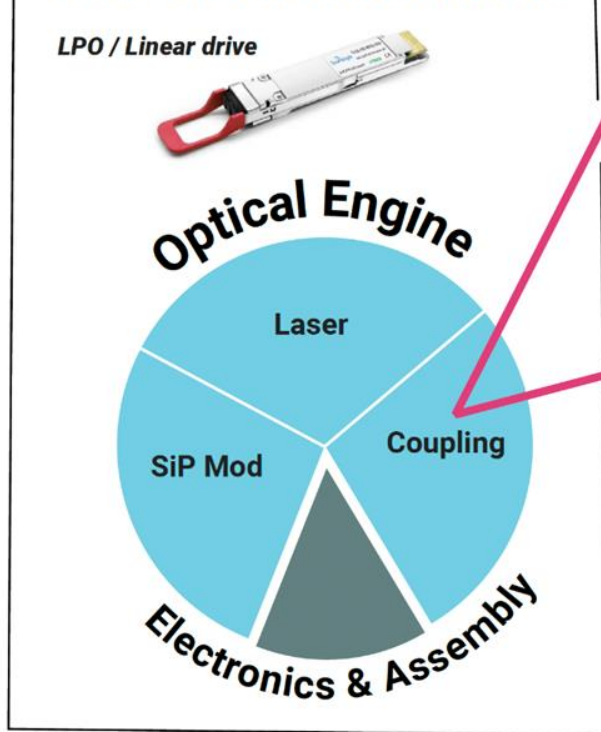 LPO / Linear drive
Optical Engine
Laser
SiP Mod
Coupling
Electronics & Assembly